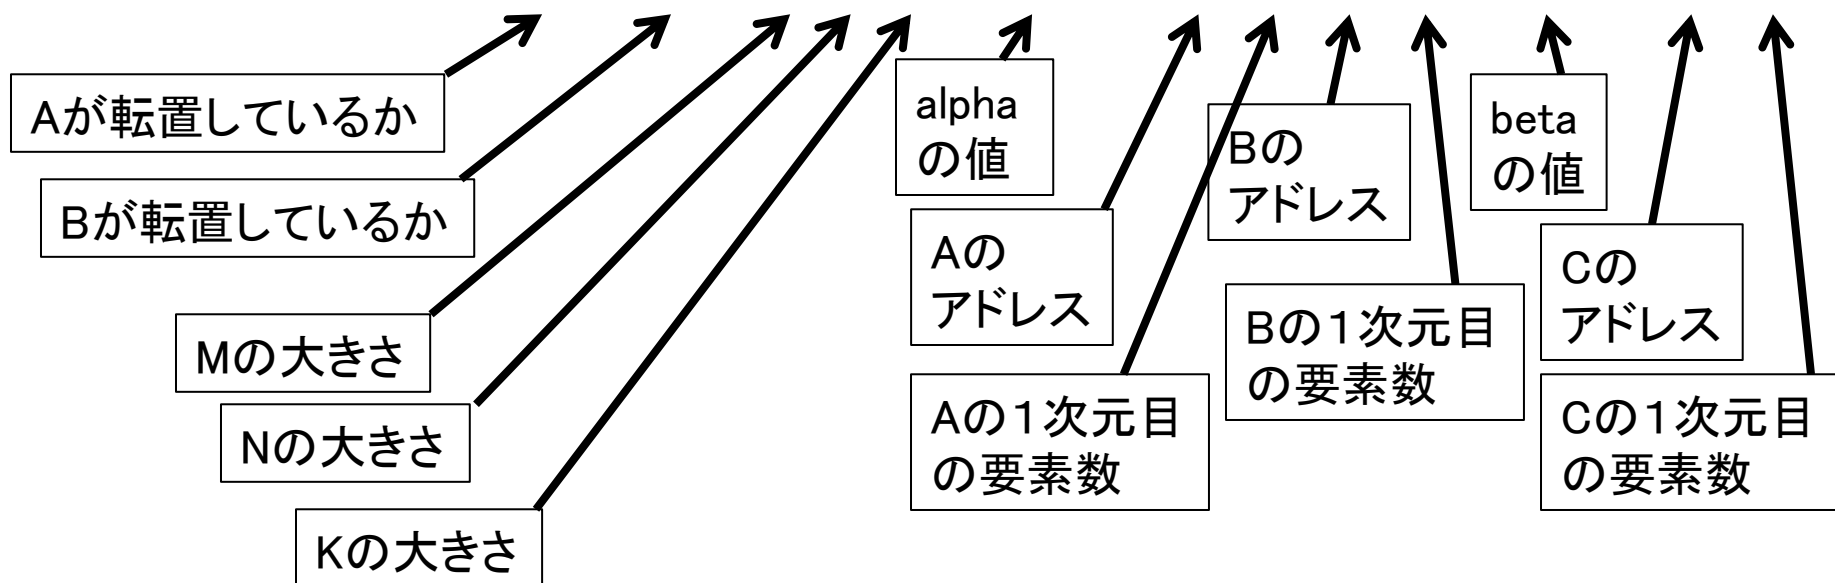 Aが転置しているか
Bが転置しているか
Mの大きさ
Nの大きさ
Kの大きさ
alpha
の値
Aの
アドレス
Aの１次元目
の要素数
Bの
アドレス
Bの１次元目
の要素数
beta
の値
Cの
アドレス
Cの１次元目
の要素数